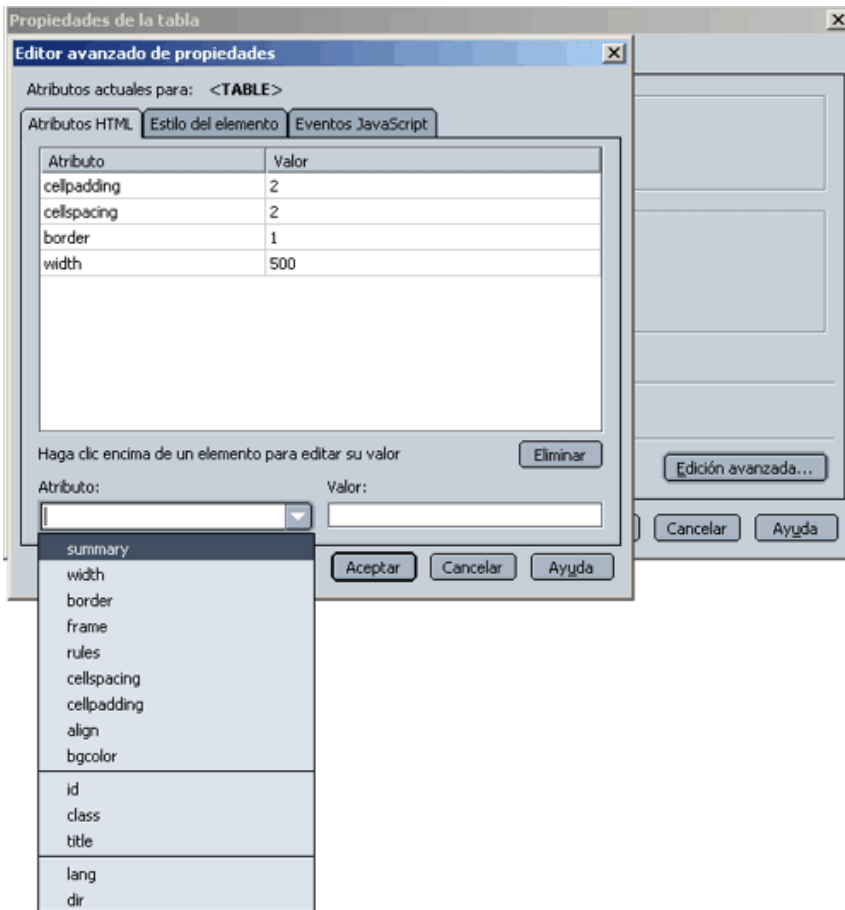 Propiedades de la tabla
Editor avanzado de propiedades
Atributos actuales para: <TABLE>
Atributos HTML Estilo del elemento Eventos JavaScript
Atributo Valor
cellpadding 2
cellspacing 2
border 1
width 500
Haga clic encima de un elemento para editar su valor Eliminar
Edición avanzada...
Atributo: Valor:
Cancelar Ayuda
summary
Aceptar Cancelar Ayuda
width
border
frame
rules
cellspacing
cellpadding
align
bgcolor
id
class
title
lang
dir